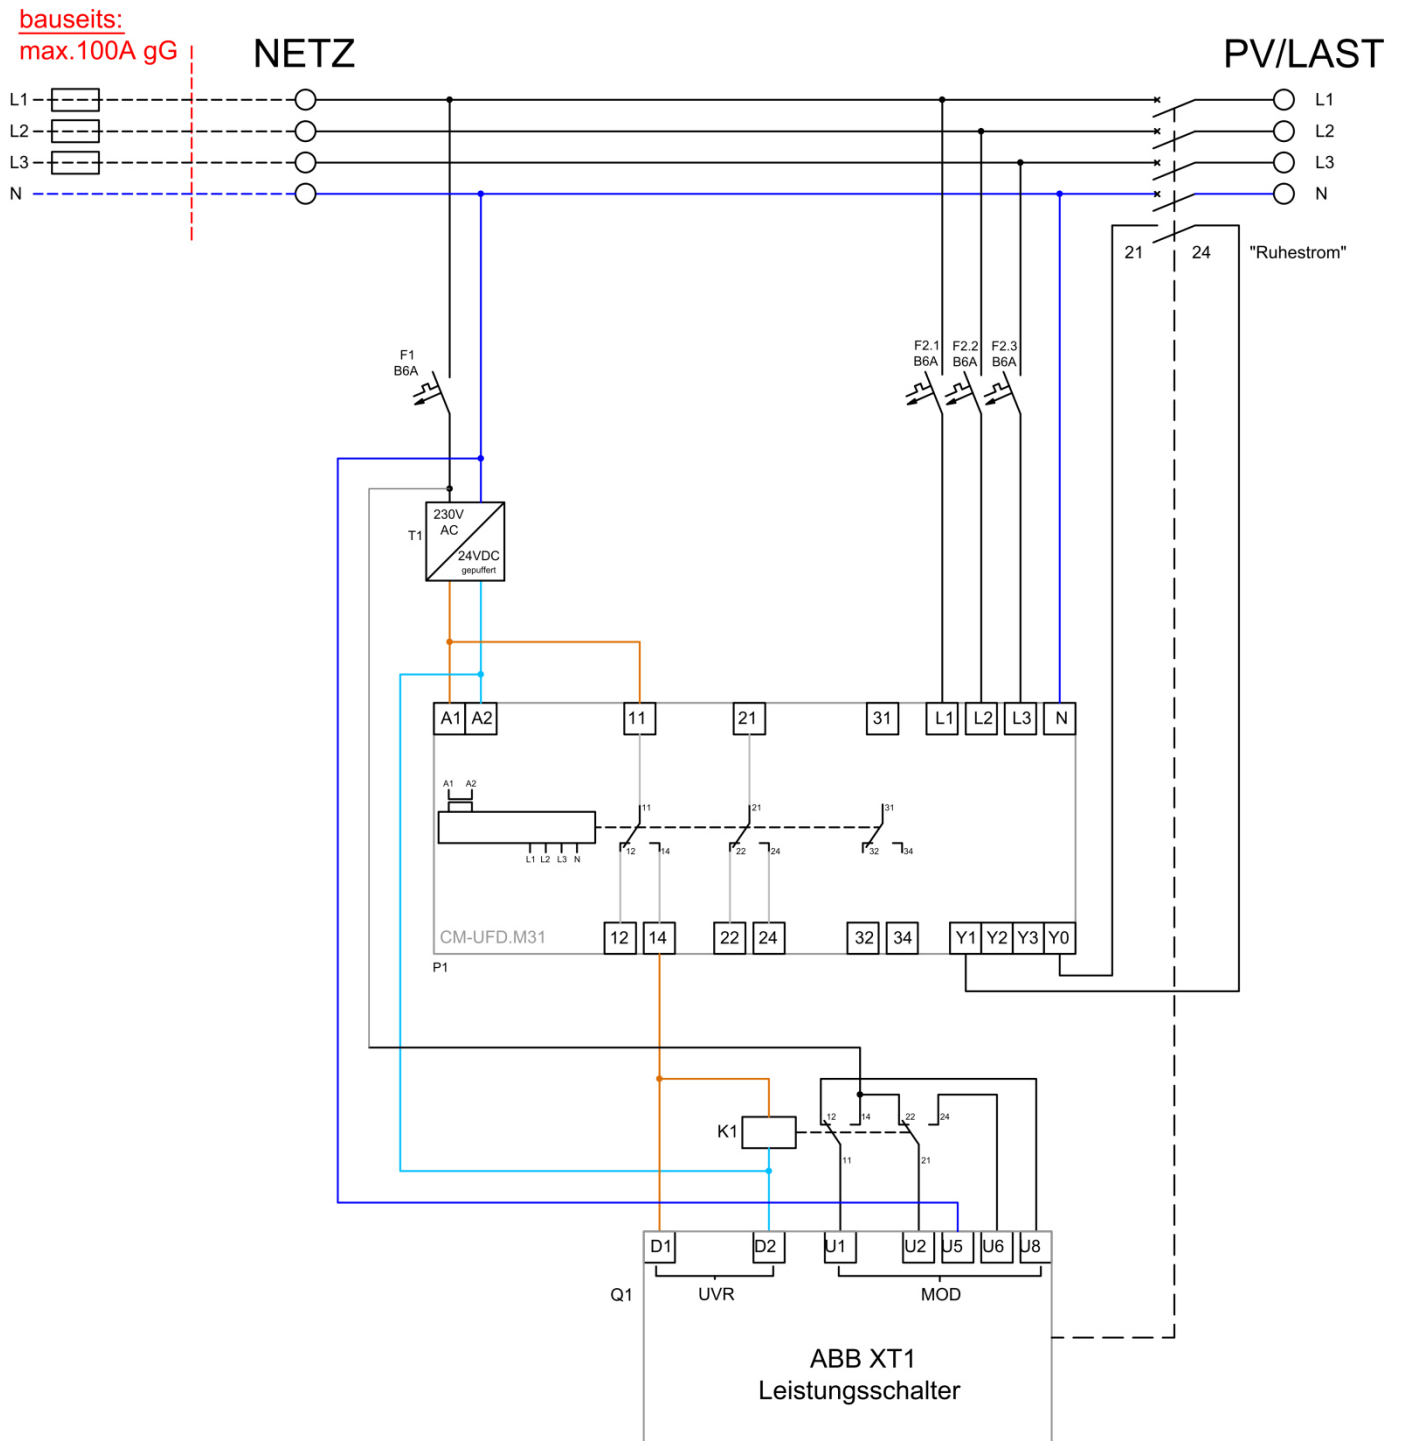 bauseits:
max.100A gG
NETZ
PV/LAST
L1
L1
L2
L2
L3
L3
N
N
21
24
"Ruhestrom"
F1
B6A
F2.1
B6A
F2.2
B6A
F2.3
B6A
T1
230V
AC
24VDC
gepuffert
A1
A2
11
21
31
L1
L2
L3
N
A1
A2
11
21
31
12
14
22
24
32
34
L1
L2
L3
N
CM-UFD.M31
12
14
22
24
32
34
Y1
Y2
Y3
Y0
P1
K1
12
14
22
24
11
21
D1
D2
U1
U2
U5
U6
U8
Q1
UVR
MOD
ABB XT1
Leistungsschalter